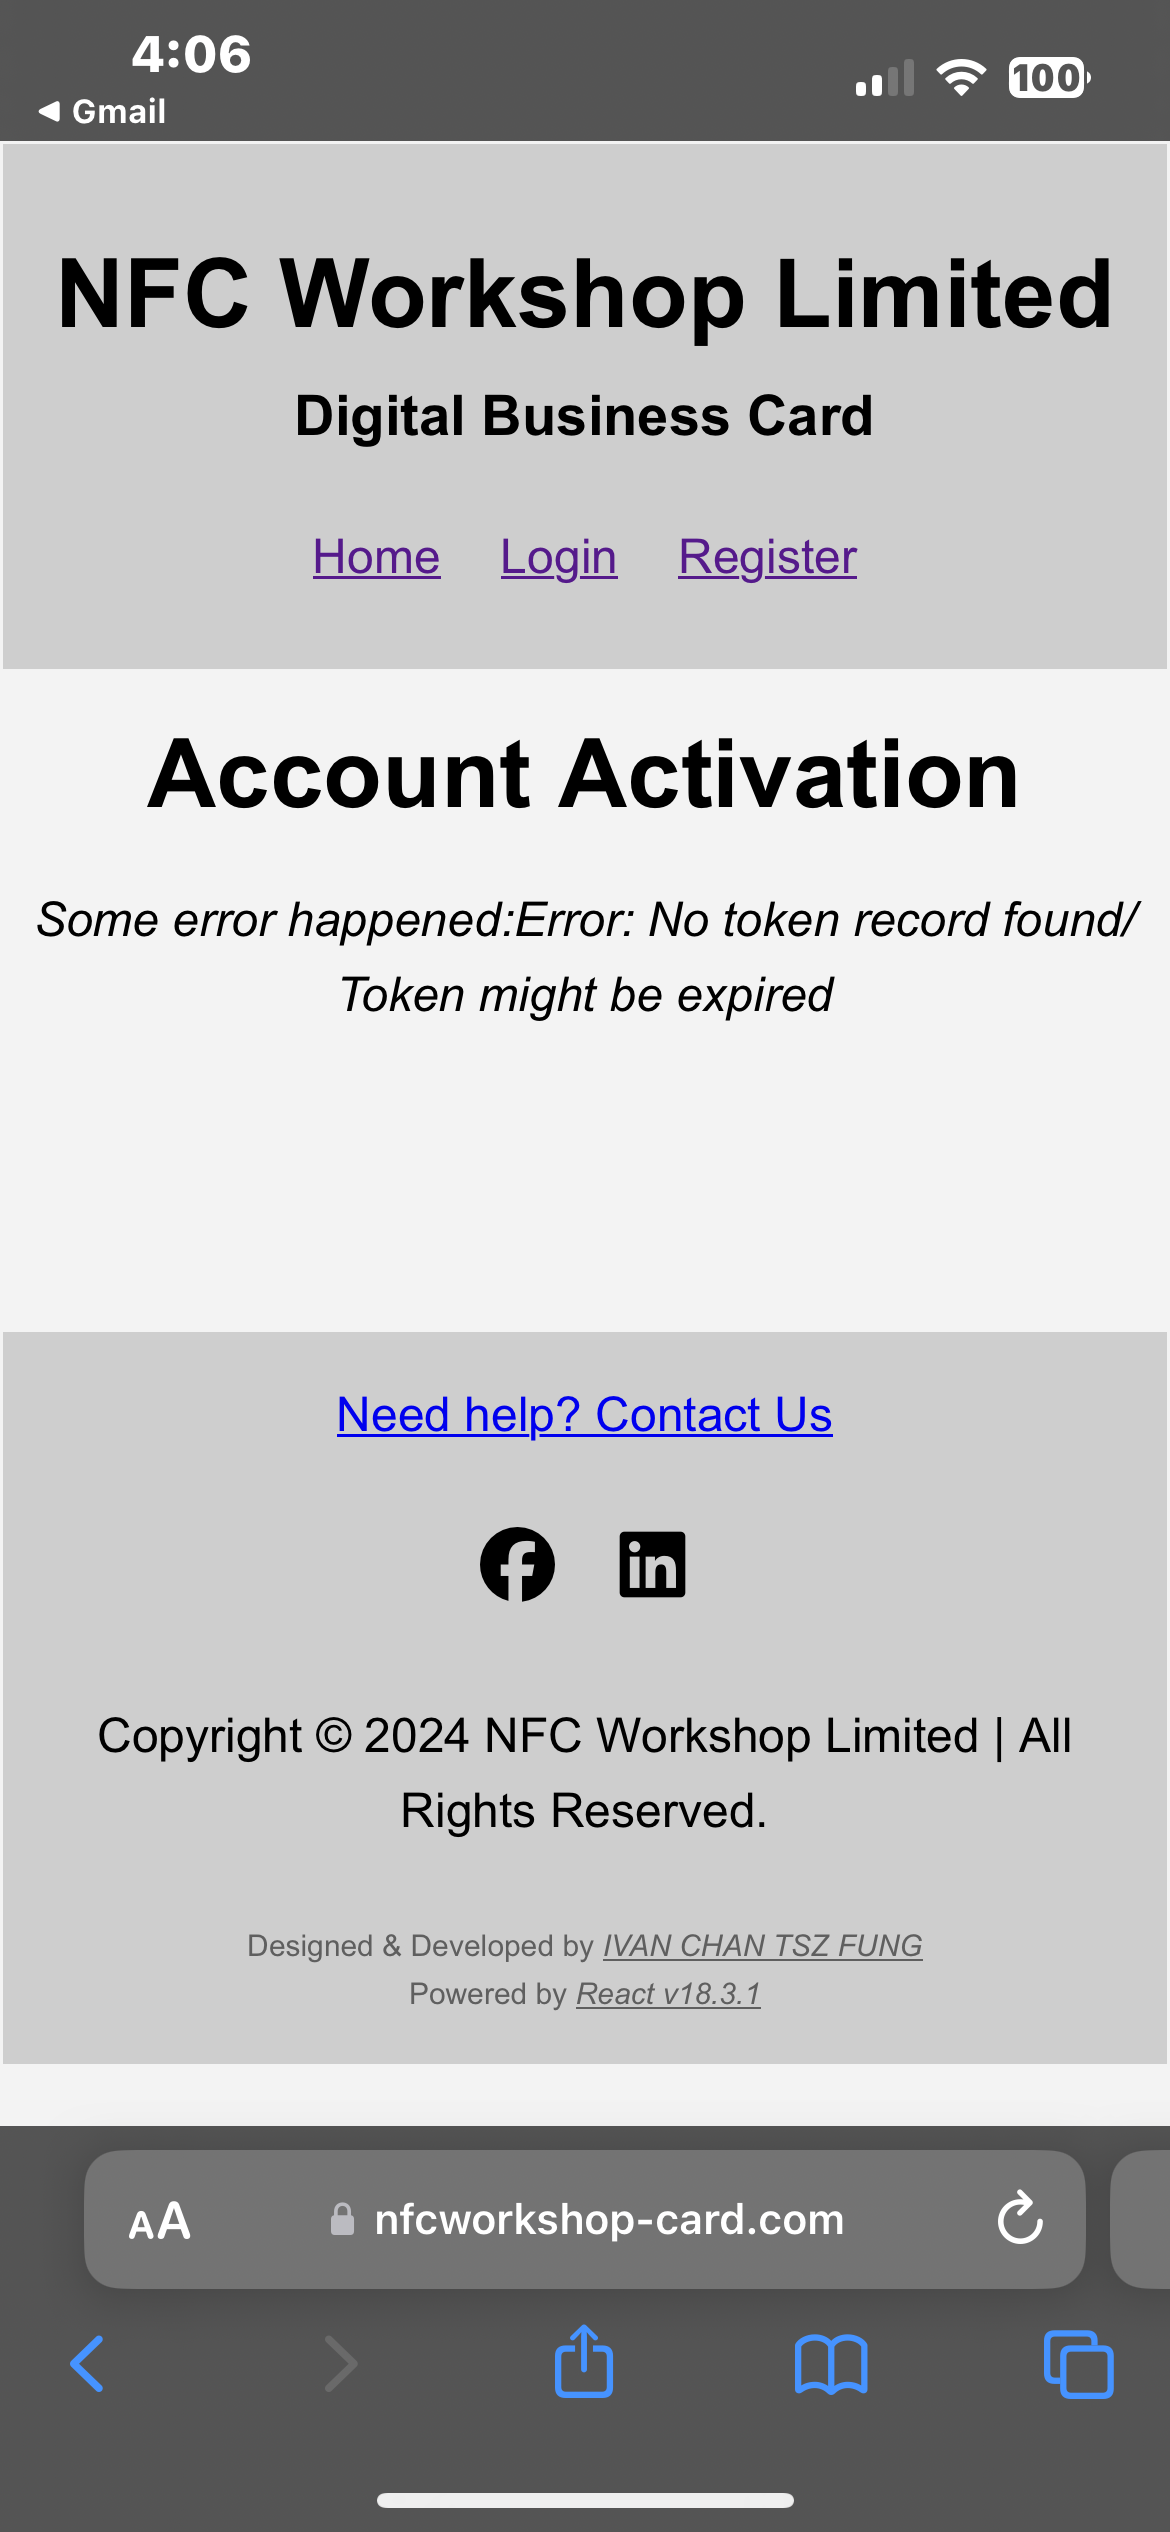 4:06
100
Gmail
NFC Workshop Limited
Digital Business Card
Home Login Register
Account Activation
Some error happened:Error: No token record found/
Token might be expired
Need help? Contact Us
in
Copyright © 2024 NFC Workshop Limited | All
Rights Reserved.
Designed & Developed by IVAN CHAN TSZ FUNG
Powered by React v18.3.1
AA nfcworkshop-card.com